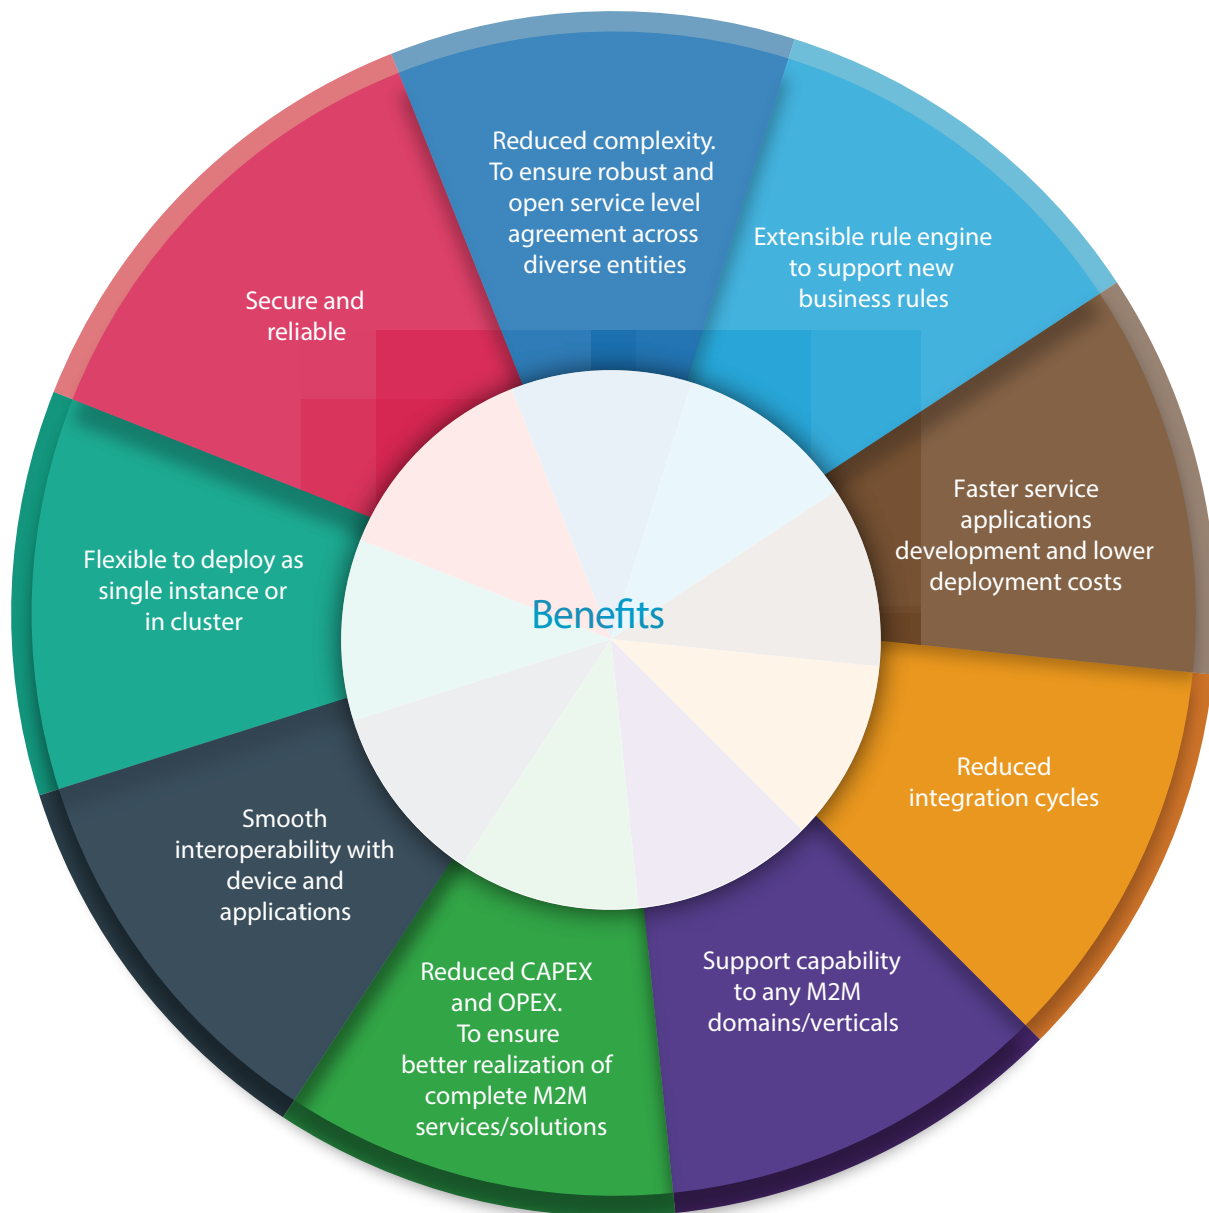 Reduced complexity.
To ensure robust and
open service level
agreement across
diverse entities
Extensible rule engine
to support new
business rules
Faster service
applications
development and lower
deployment costs
Reduced
integration cycles
Support capability
to any M2M
domains/verticals
Reduced CAPEX
and OPEX.
To ensure
better realization of
complete M2M
services/solutions
Smooth
interoperability with
device and
applications
Flexible to deploy as
single instance or
in cluster
Secure and
reliable
Benefits